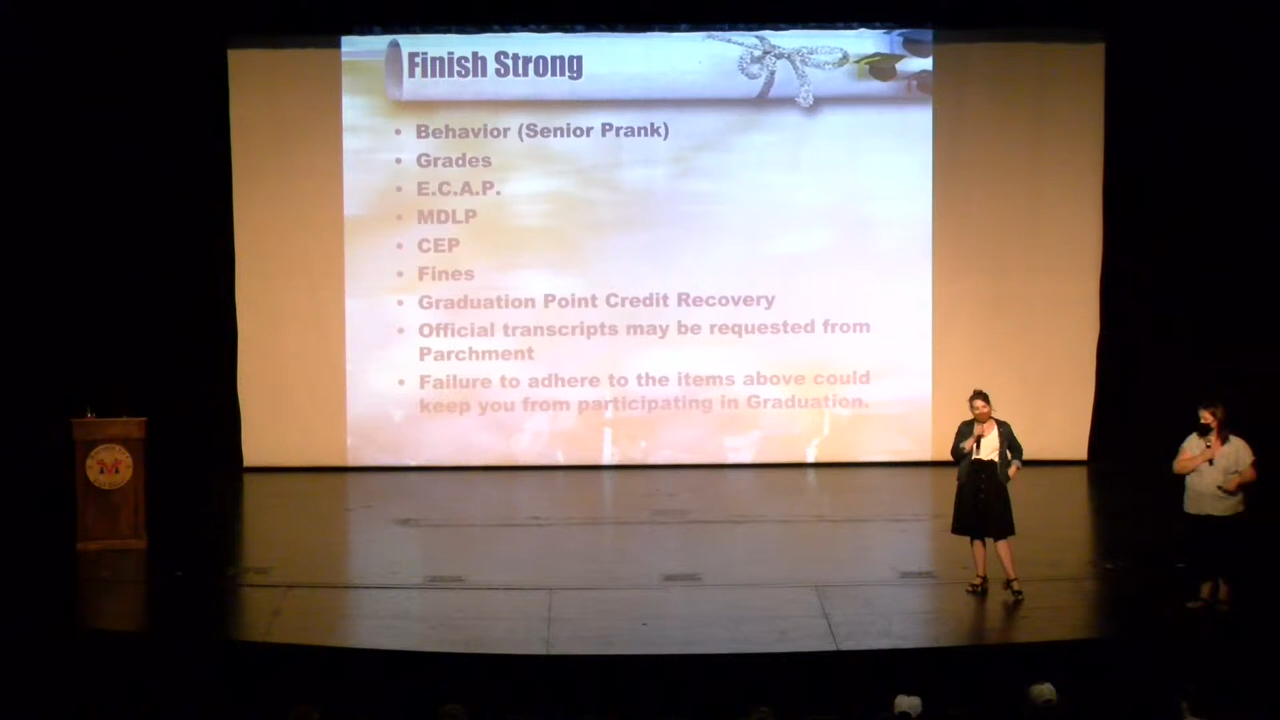 Finish Strong
• Behavior (Senior Prank)
• Grades
• E.C.A.P.
• MDLP
• CEP
• Fines
• Graduation Point Credit Recovery
• Official transcripts may be requested from
Parchment
• Failure to adhere to the items above could
keep you from participating in Graduation.
M